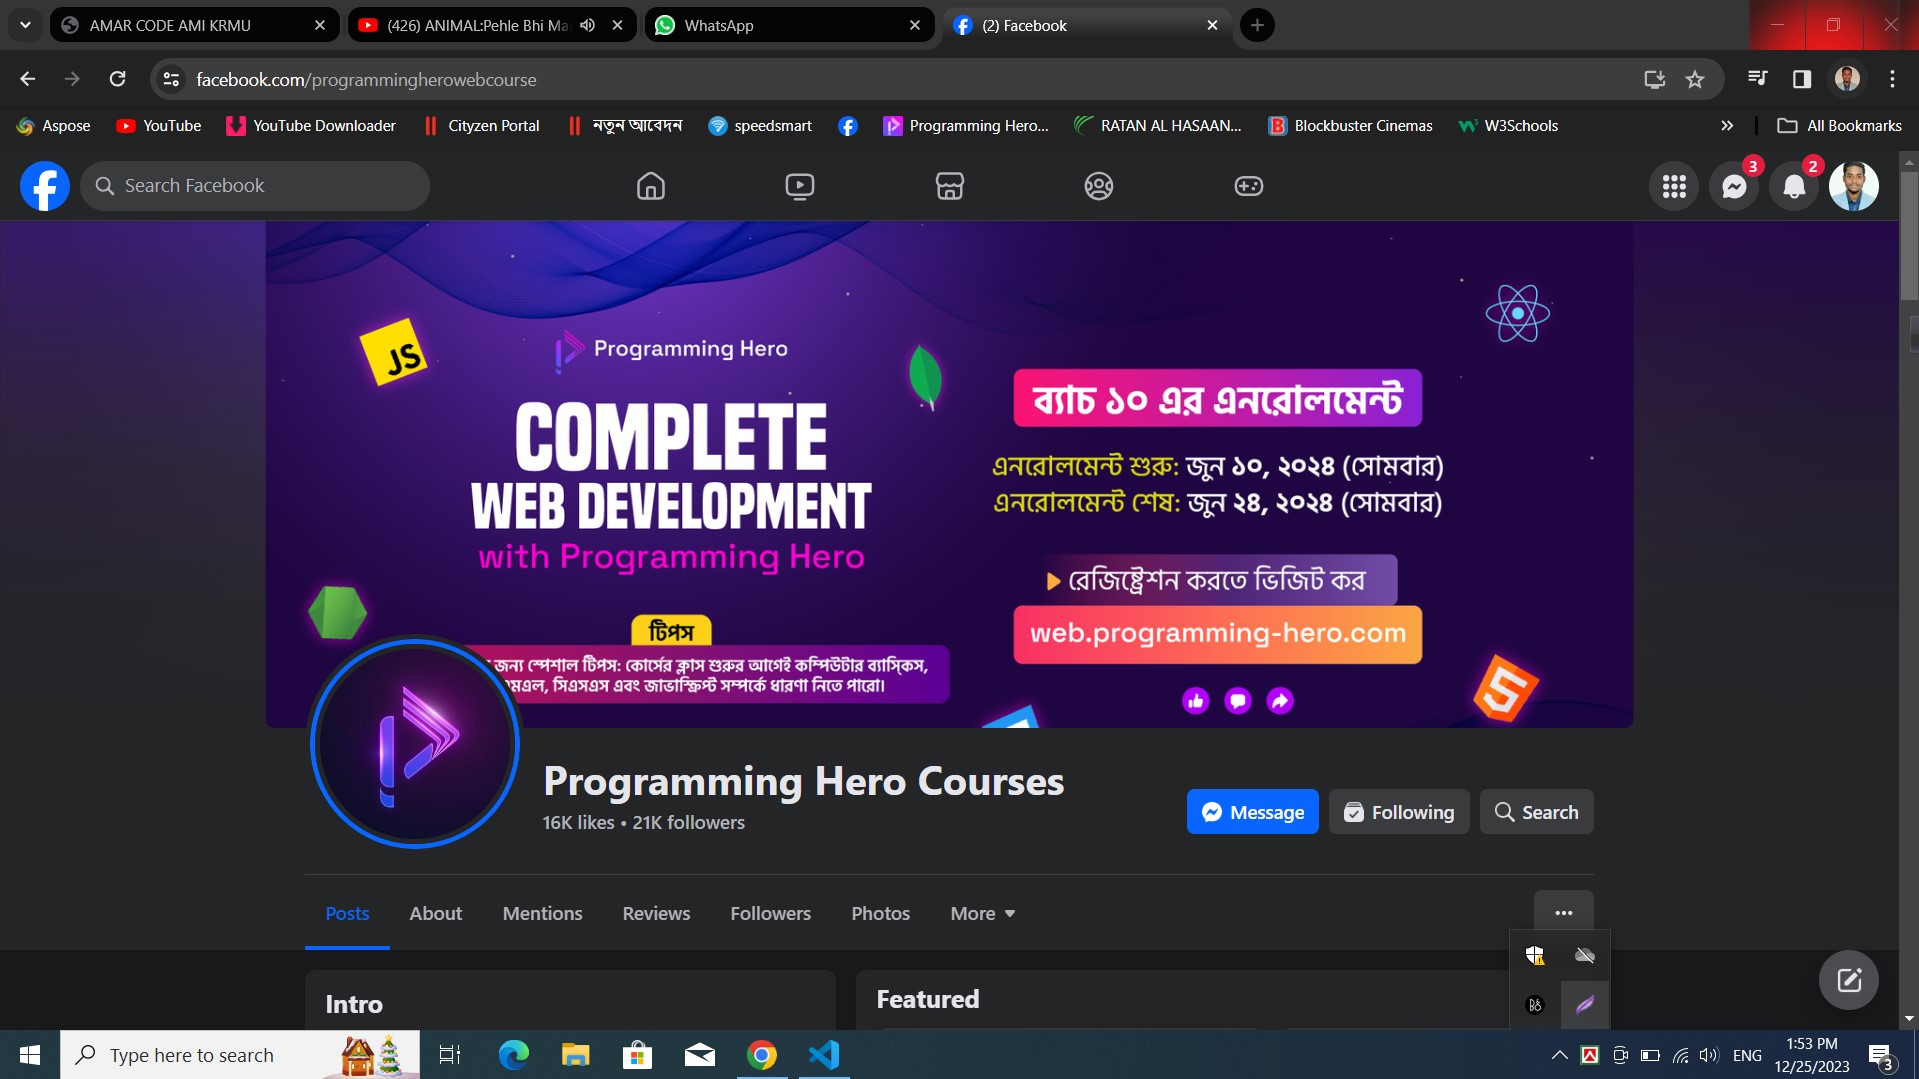 AMAR CODE AMI KRMU
(426) ANIMAL:Pehle Bhi Ma
WhatsApp
(2) Facebook
facebook.com/programmingherowebcourse
Aspose
YouTube
YouTube Downloader
Cityzen Portal
নতুন আবেদন
speedsmart
Programming Hero...
RATAN AL HASAAN...
Blockbuster Cinemas
W3Schools
All Bookmarks
Search Facebook
3
2
JS
Programming Hero
COMPLETE
WEB DEVELOPMENT
with Programming Hero
টিপস
জন্য স্পেশাল টিপস: কোর্সের ক্লাস শুরুর আগেই কম্পিউটার ব্যাসিকস,
এমএল, সিএসএস এবং জাভাস্ক্রিপ্ট সম্পর্কে ধারণা নিতে পারো।
ব্যাচ ১০ এর এনরোলমেন্ট
এনরোলমেন্ট শুরু: জুন ১০, ২০২৪ (সোমবার)
এনরোলমেন্ট শেষ: জুন ২৪, ২০২৪ (সোমবার)
রেজিষ্ট্রেশন করতে ভিজিট কর
web.programming-hero.com
5
Programming Hero Courses
16K likes • 21K followers
Message
Following
Search
Posts
About
Mentions
Reviews
Followers
Photos
More
Intro
Featured
Type here to search
ENG
1:53 PM
12/25/2023
3